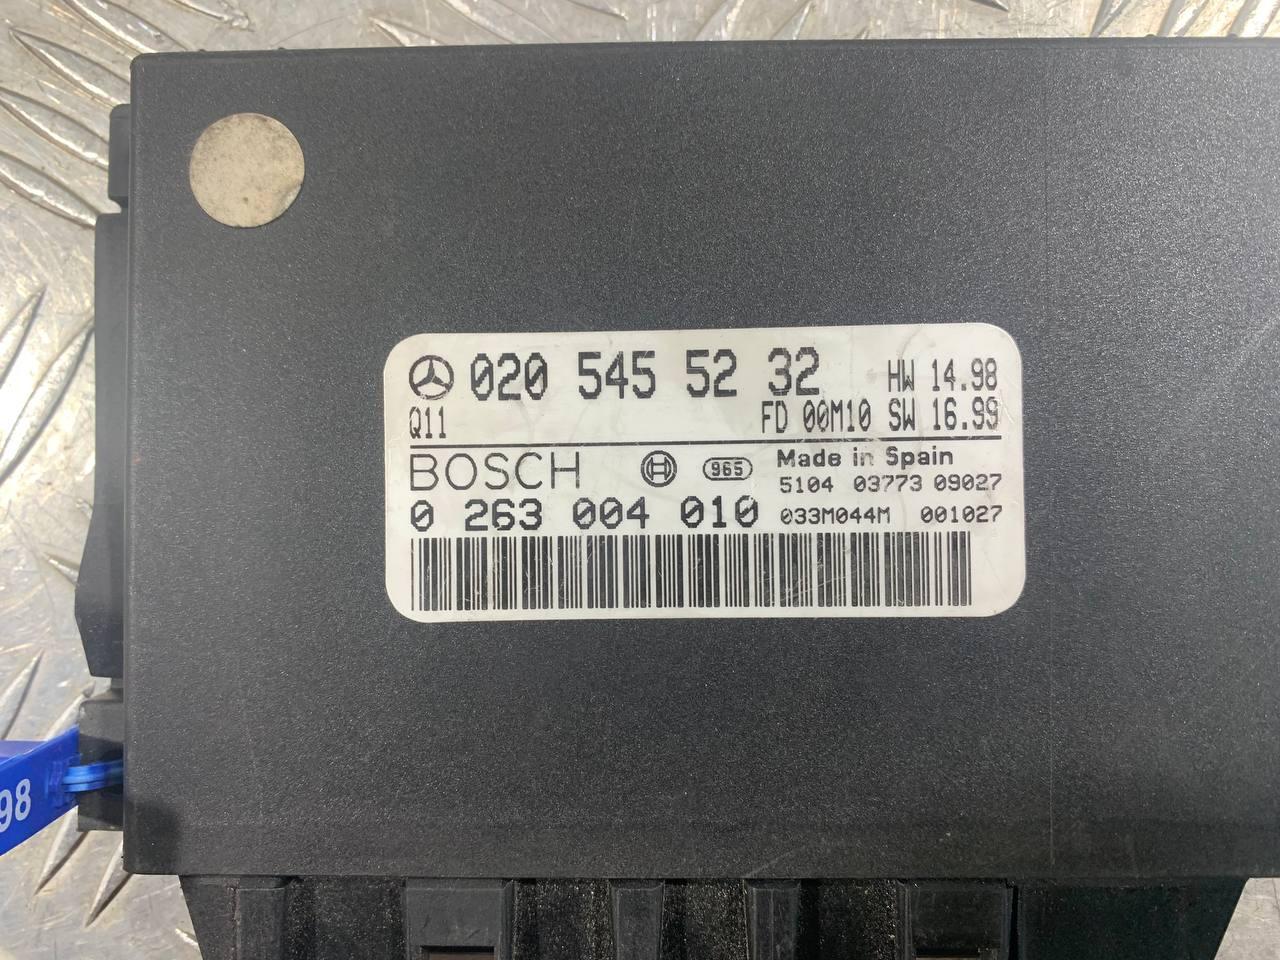 020 545 52 32 HW 14.98
Q11 FD 00M10 SW 16.99
BOSCH 965 Made in Spain
5104 03773 09027
0 263 004 010 033M044M 001027
98